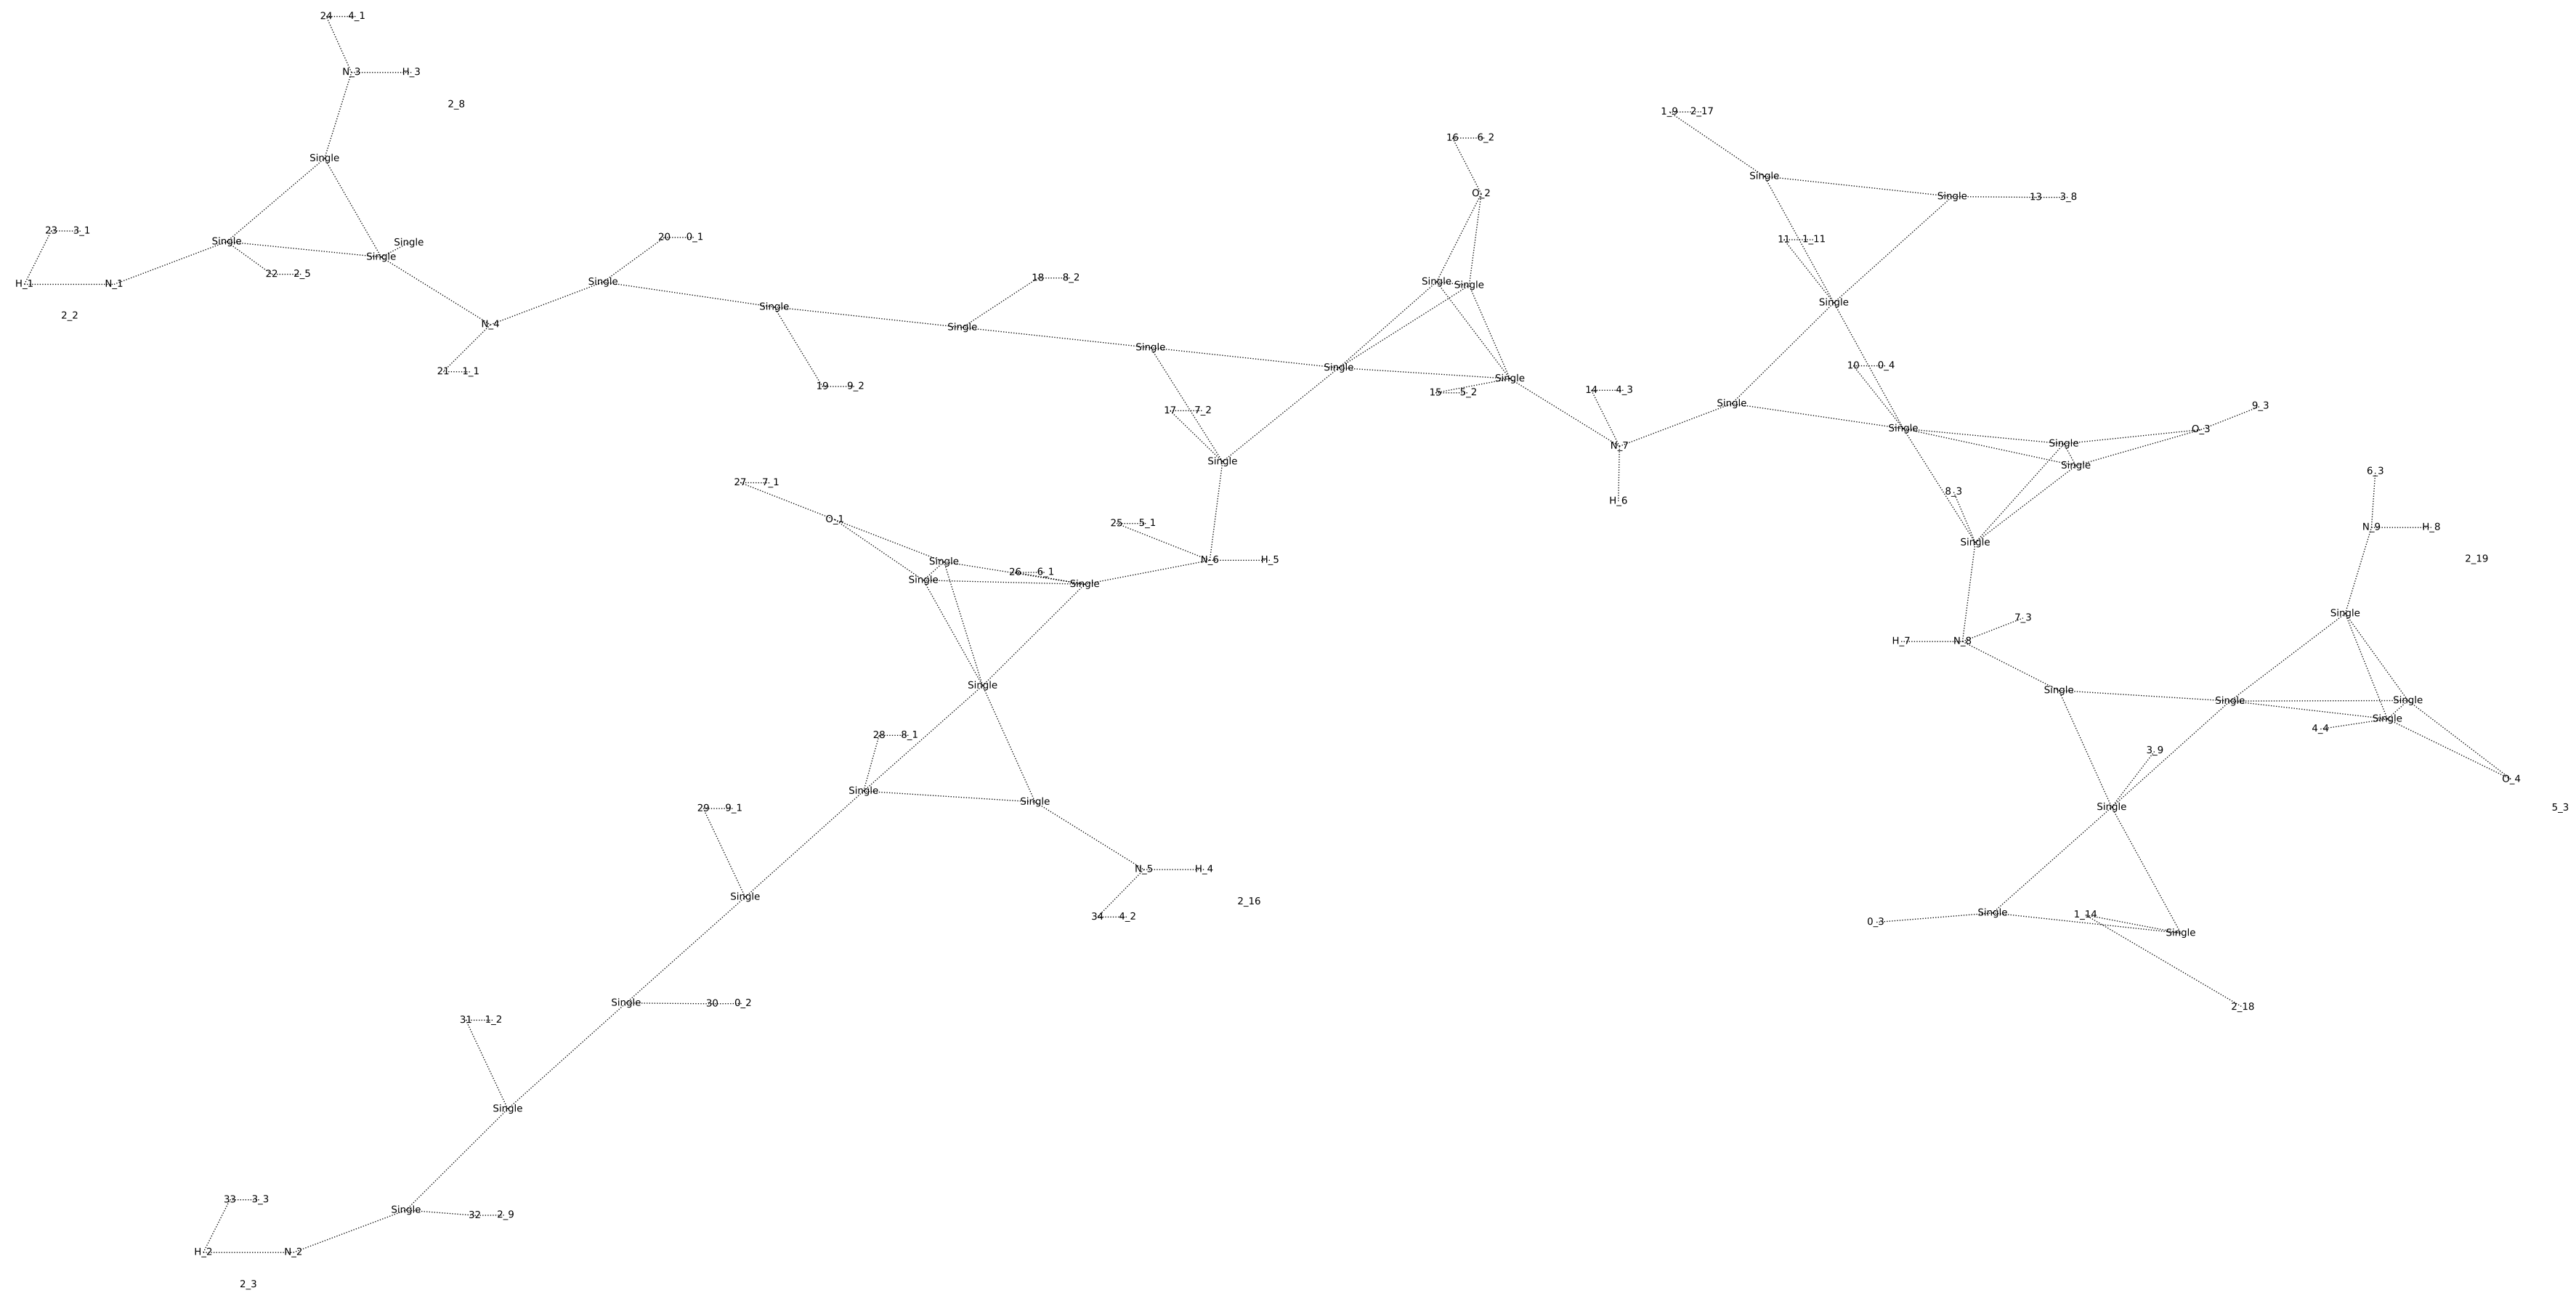 24 4_1
N_3 H_3
2_8
1_9 2_17
16 6_2
Single
Single
O_2
Single 13 3_8
23 3_1
20 0_1
11 1_11
Single
Single
Single
22 2_5
18 8_2
Single
Single
Single
H_1 N_1
Single
Single
2_2
N_4
Single
Single
10 0_4
Single
21 1_1
Single
19 9_2
14 4_3
15 5_2
Single
9_3
17 7_2
Single
O_3
Single
N_7
Single
Single
6_3
27 7_1
8_3
H_6
O_1
25 5_1
N_9 H_8
Single
2_19
Single
N_6 H_5
26 6_1
Single
Single
Single
7_3
H_7 N_8
Single
Single
Single
Single
Single
4_4
28 8_1
3_9
O_4
Single
Single
29 9_1
Single
5_3
N_5 H_4
Single
2_16
34 4_2
Single
1_14
0_3
Single
Single
30 0_2
2_18
31 1_2
Single
33 3_3
Single
32 2_9
H_2 N_2
2_3